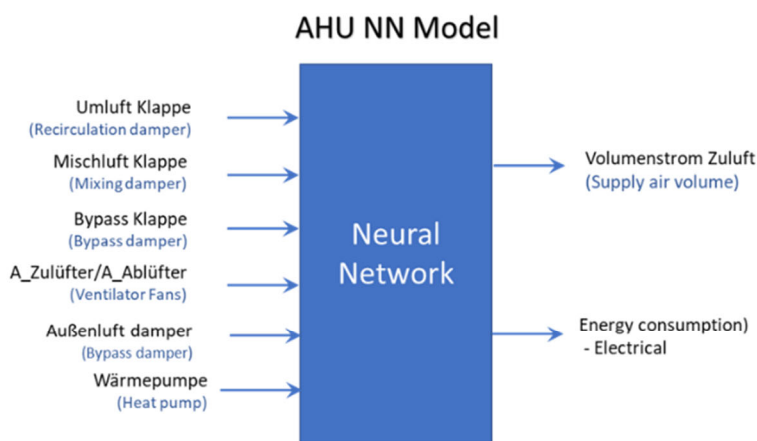 AHU NN Model
Umluft Klappe
(Recirculation damper)
Mischluft Klappe
(Mixing damper)
Bypass Klappe
(Bypass damper)
A_Zulüfter/A_Ablüfter
(Ventilator Fans)
Außenluft damper
(Bypass damper)
Wärmepumpe
(Heat pump)
Neural
Network
Volumenstrom Zuluft
(Supply air volume)
Energy consumption)
- Electrical